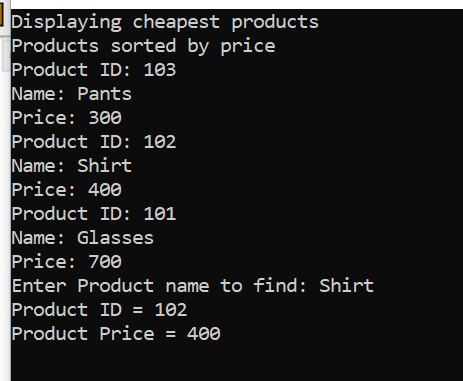 Displaying cheapest products
Products sorted by price
Product ID: 103
Name: Pants
Price: 300
Product ID: 102
Name: Shirt
Price: 400
Product ID: 101
Name: Glasses
Price: 700
Enter Product name to find: Shirt
Product ID = 102
Product Price = 400